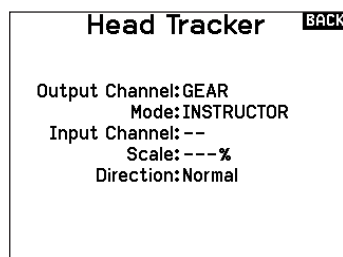 Head Tracker
BACK
Output Channel:GEAR
Mode:INSTRUCTOR
Input Channel:--
Scale:---%
Direction:Normal